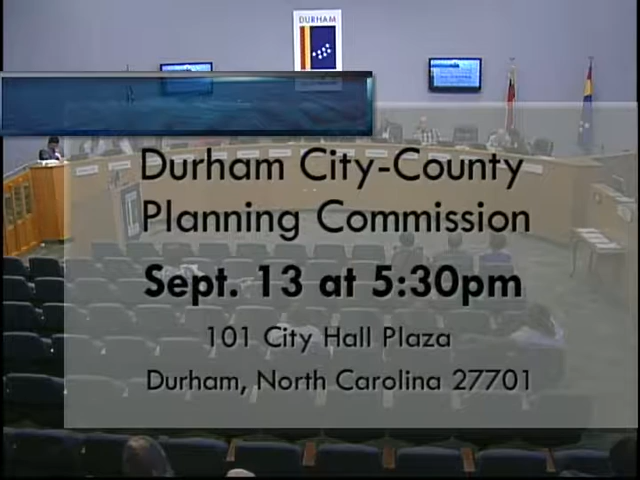 DURHAM
Durham City-County
Planning Commission
Sept. 13 at 5:30pm
101 City Hall Plaza
Durham, North Carolina 27701